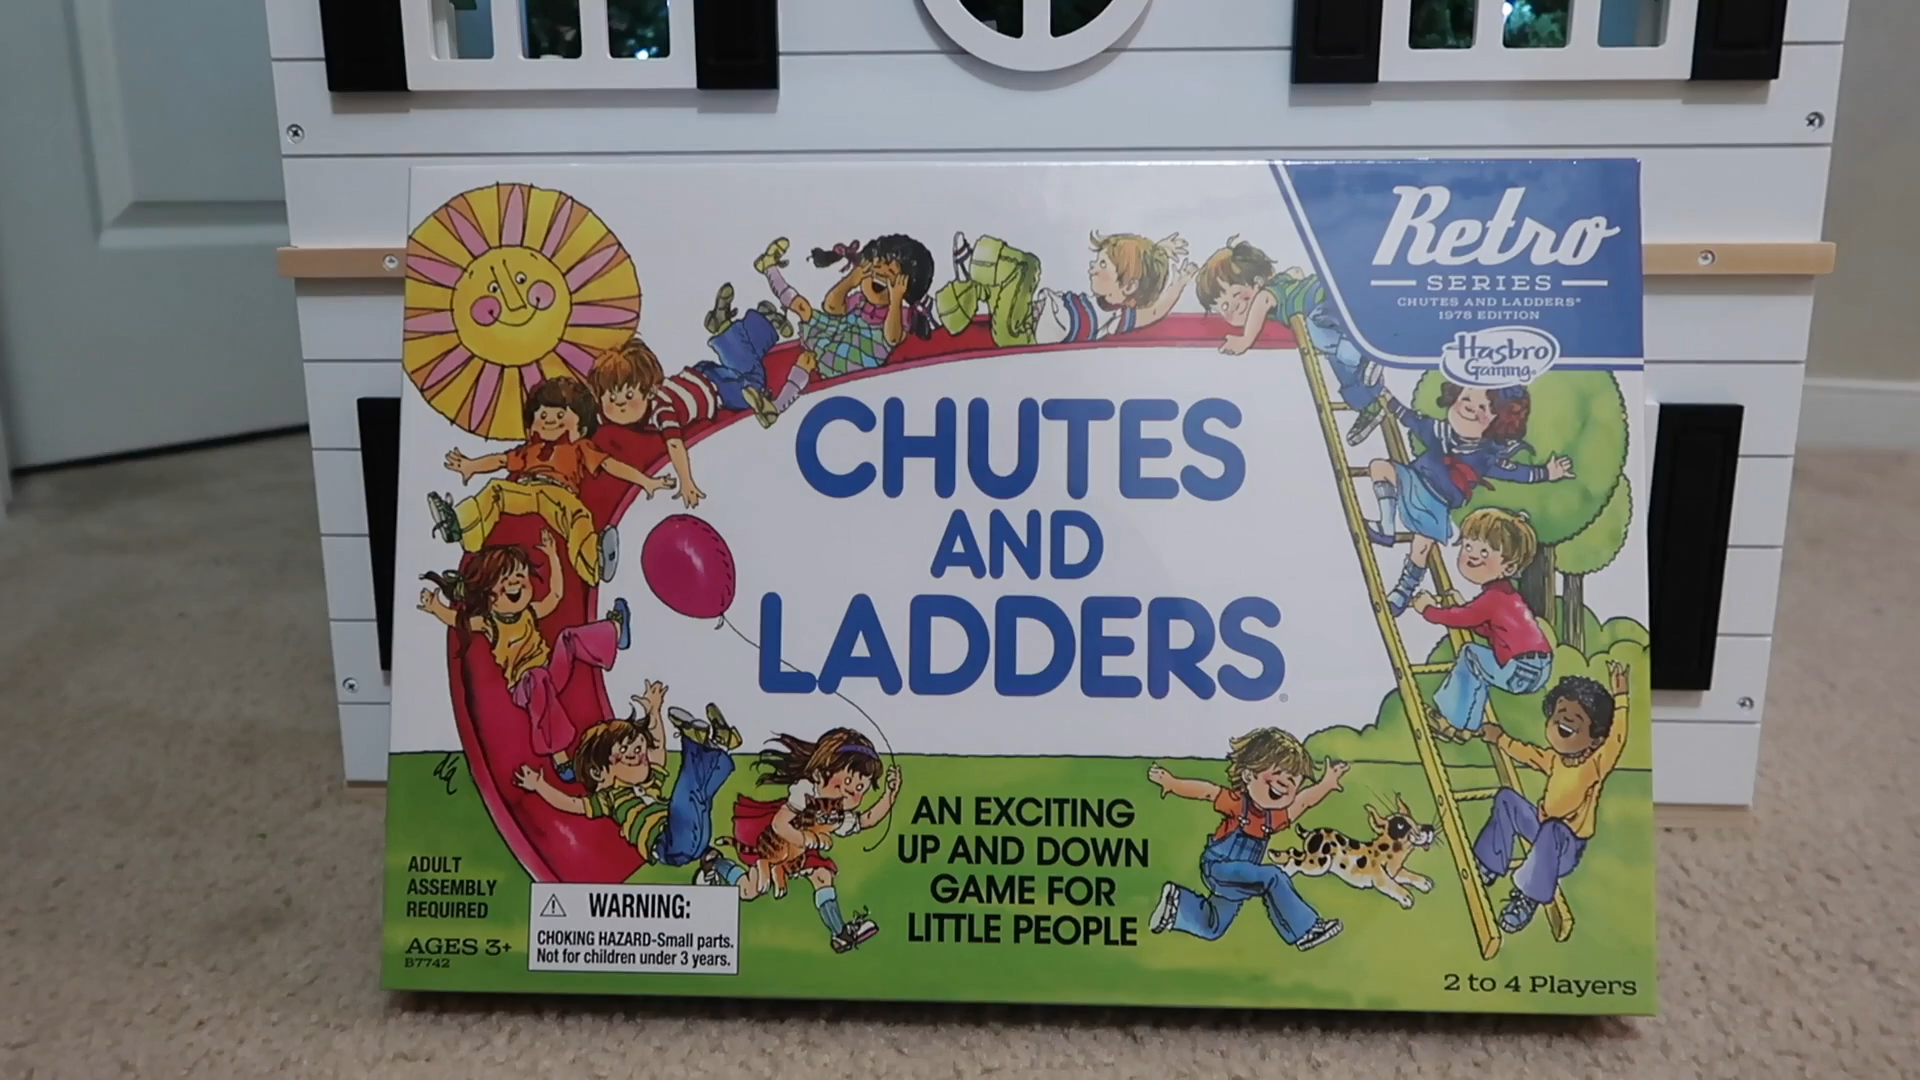 Retro
SERIES
CHUTES AND LADDERS®
1978 EDITION
Hasbro
Gaming®
CHUTES
AND
LADDERS®
AN EXCITING
UP AND DOWN
GAME FOR
LITTLE PEOPLE
ADULT
ASSEMBLY
REQUIRED
AGES 3+
B7742
WARNING:
CHOKING HAZARD-Small parts.
Not for children under 3 years.
2 to 4 Players